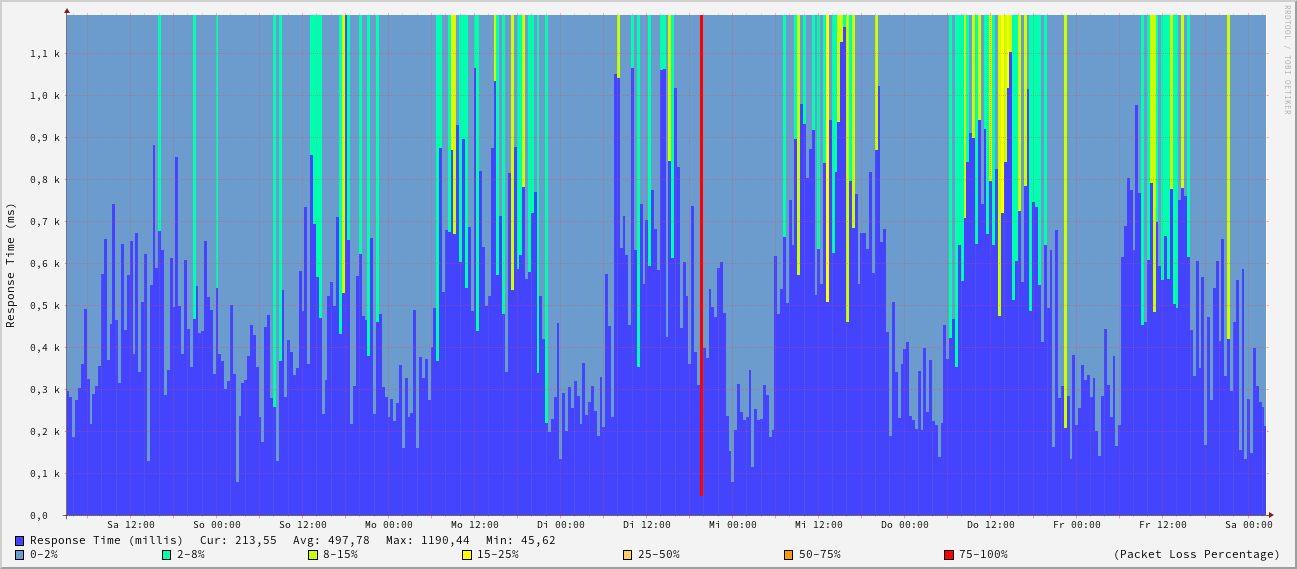 RRDTOOL / TOBI OETIKER
Response Time (ms)
1,1 k
1,0 k
0,9 k
0,8 k
0,7 k
0,6 k
0,5 k
0,4 k
0,3 k
0,2 k
0,1 k
0,0
Sa 12:00 So 00:00 So 12:00 Mo 00:00 Mo 12:00 Di 00:00 Di 12:00 Mi 00:00 Mi 12:00 Do 00:00 Do 12:00 Fr 00:00 Fr 12:00 Sa 00:00
Response Time (millis) Cur: 213,55 Avg: 497,78 Max: 1190,44 Min: 45,62
0-2% 2-8% 8-15% 15-25% 25-50% 50-75% 75-100% (Packet Loss Percentage)